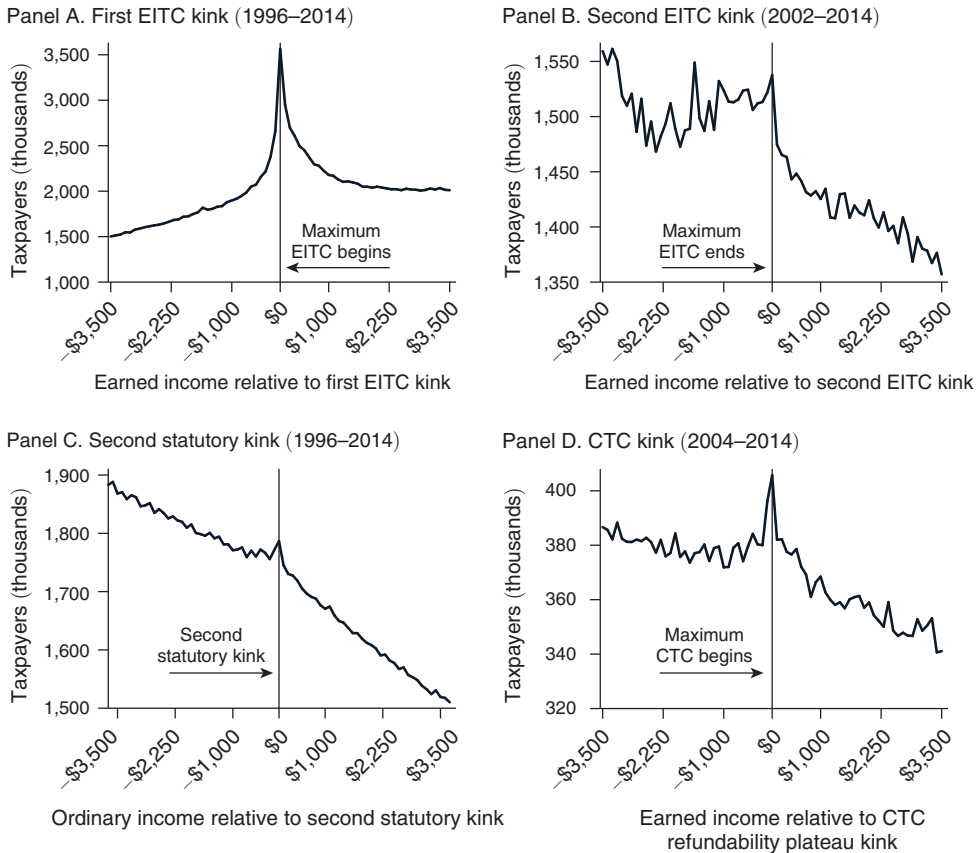 Panel A. First EITC kink (1996–2014)
Taxpayers (thousands)
3,500
3,000
2,500
2,000
1,500
1,000
Maximum
EITC begins
–$3,500
–$2,250
–$1,000
$0
$1,000
$2,250
$3,500
Earned income relative to first EITC kink
Panel B. Second EITC kink (2002–2014)
Taxpayers (thousands)
1,550
1,500
1,450
1,400
1,350
Maximum
EITC ends
–$3,500
–$2,250
–$1,000
$0
$1,000
$2,250
$3,500
Earned income relative to second EITC kink
Panel C. Second statutory kink (1996–2014)
Taxpayers (thousands)
1,900
1,800
1,700
1,600
1,500
Second
statutory kink
–$3,500
–$2,250
–$1,000
$0
$1,000
$2,250
$3,500
Ordinary income relative to second statutory kink
Panel D. CTC kink (2004–2014)
Taxpayers (thousands)
400
380
360
340
320
Maximum
CTC begins
–$3,500
–$2,250
–$1,000
$0
$1,000
$2,250
$3,500
Earned income relative to CTC
refundability plateau kink